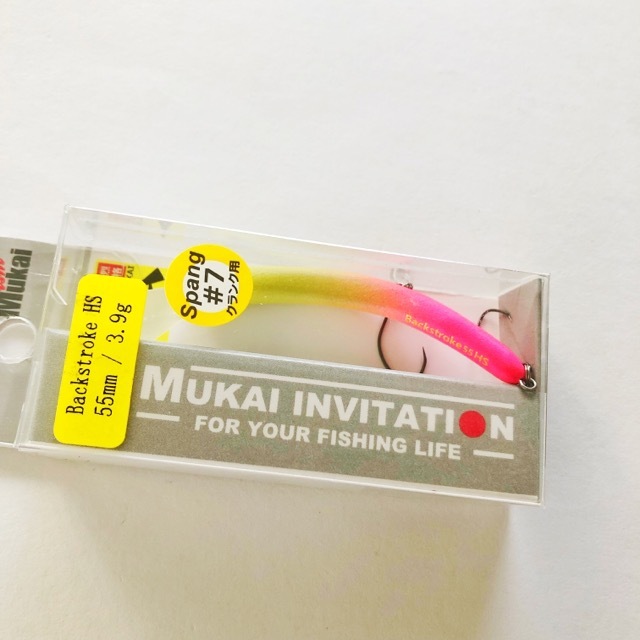 Mukai
Backstroke HS
55mm / 3.9g
Spang
#7
クランク用
Backstroke55HS
MUKAI INVITATION
FOR YOUR FISHING LIFE